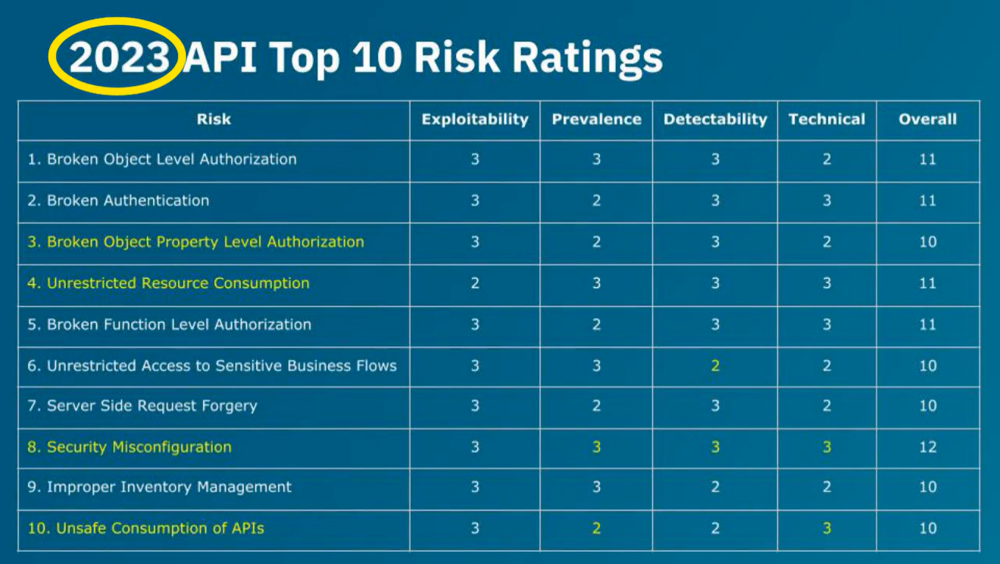 2023 API Top 10 Risk Ratings
Risk Exploitability Prevalence Detectability Technical Overall
1. Broken Object Level Authorization 3 3 3 2 11
2. Broken Authentication 3 2 3 3 11
3. Broken Object Property Level Authorization 3 2 3 2 10
4. Unrestricted Resource Consumption 2 3 3 3 11
5. Broken Function Level Authorization 3 2 3 3 11
6. Unrestricted Access to Sensitive Business Flows 3 3 2 2 10
7. Server Side Request Forgery 3 2 3 2 10
8. Security Misconfiguration 3 3 3 3 12
9. Improper Inventory Management 3 3 2 2 10
10. Unsafe Consumption of APIs 3 2 2 3 10